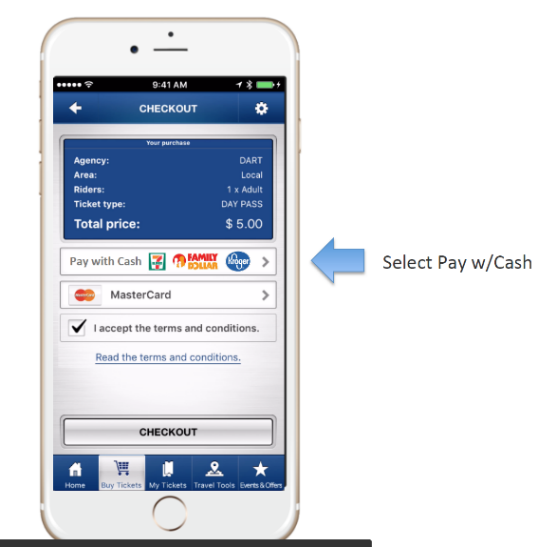 9:41 AM
CHECKOUT
Your purchase
Agency: DART
Area: Local
Riders: 1 x Adult
Ticket type: DAY PASS
Total price: $ 5.00
Pay with Cash 7 ELEVEN FAMILY DOLLAR Kroger >
Select Pay w/Cash
MasterCard MasterCard >
I accept the terms and conditions.
Read the terms and conditions.
CHECKOUT
Home Buy Tickets My Tickets Travel Tools Events & Offers